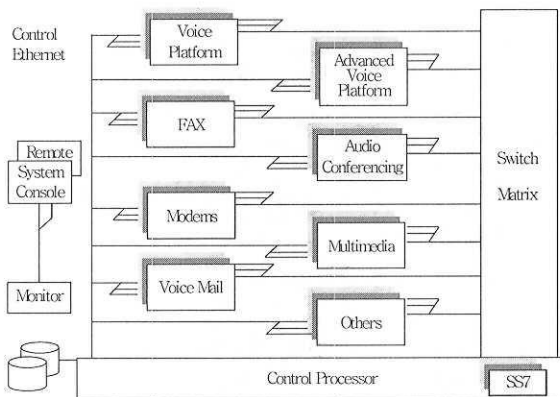 Control
Ethernet
Voice
Platform
Advanced
Voice
Platform
FAX
Audio
Conferencing
Switch
Matrix
Remote
System
Console
Modems
Multimedia
Voice Mail
Monitor
Others
Control Processor
SS7